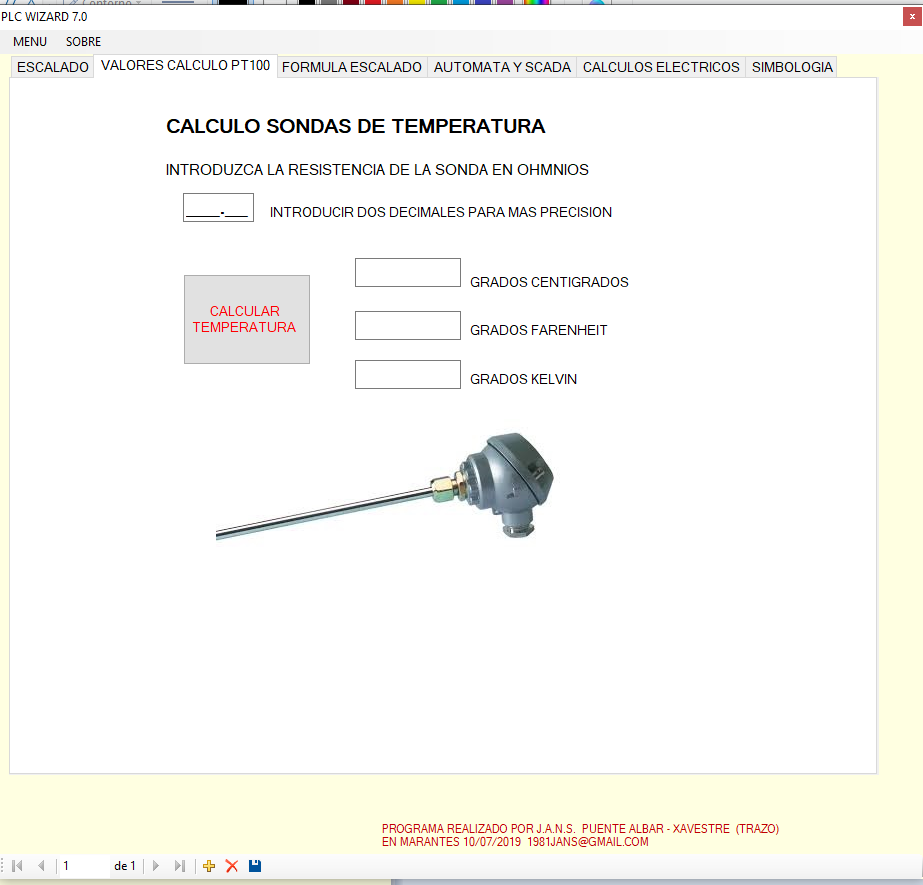 contorno
PLC WIZARD 7.0
x
MENU SOBRE
ESCALADO VALORES CALCULO PT100 FORMULA ESCALADO AUTOMATA Y SCADA CALCULOS ELECTRICOS SIMBOLOGIA
CALCULO SONDAS DE TEMPERATURA
INTRODUZCA LA RESISTENCIA DE LA SONDA EN OHMNIOS
____.___ INTRODUCIR DOS DECIMALES PARA MAS PRECISION
CALCULAR
TEMPERATURA
GRADOS CENTIGRADOS
GRADOS FARENHEIT
GRADOS KELVIN
PROGRAMA REALIZADO POR J.A.N.S. PUENTE ALBAR - XAVESTRE (TRAZO)
EN MARANTES 10/07/2019 1981JANS@GMAIL.COM
1 de 1